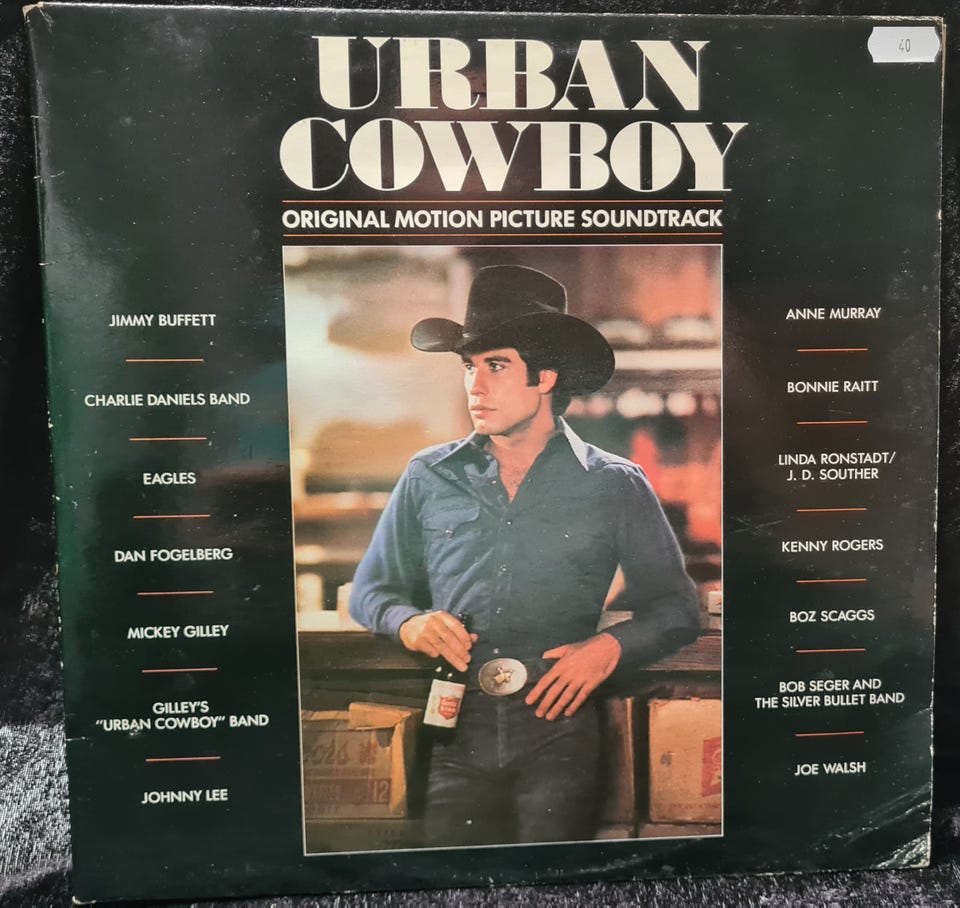 40
URBAN
COWBOY
ORIGINAL MOTION PICTURE SOUNDTRACK
JIMMY BUFFETT
CHARLIE DANIELS BAND
EAGLES
DAN FOGELBERG
MICKEY GILLEY
GILLEY'S
"URBAN COWBOY" BAND
JOHNNY LEE
ANNE MURRAY
BONNIE RAITT
LINDA RONSTADT/
J. D. SOUTHER
KENNY ROGERS
BOZ SCAGGS
BOB SEGER AND
THE SILVER BULLET BAND
JOE WALSH
12